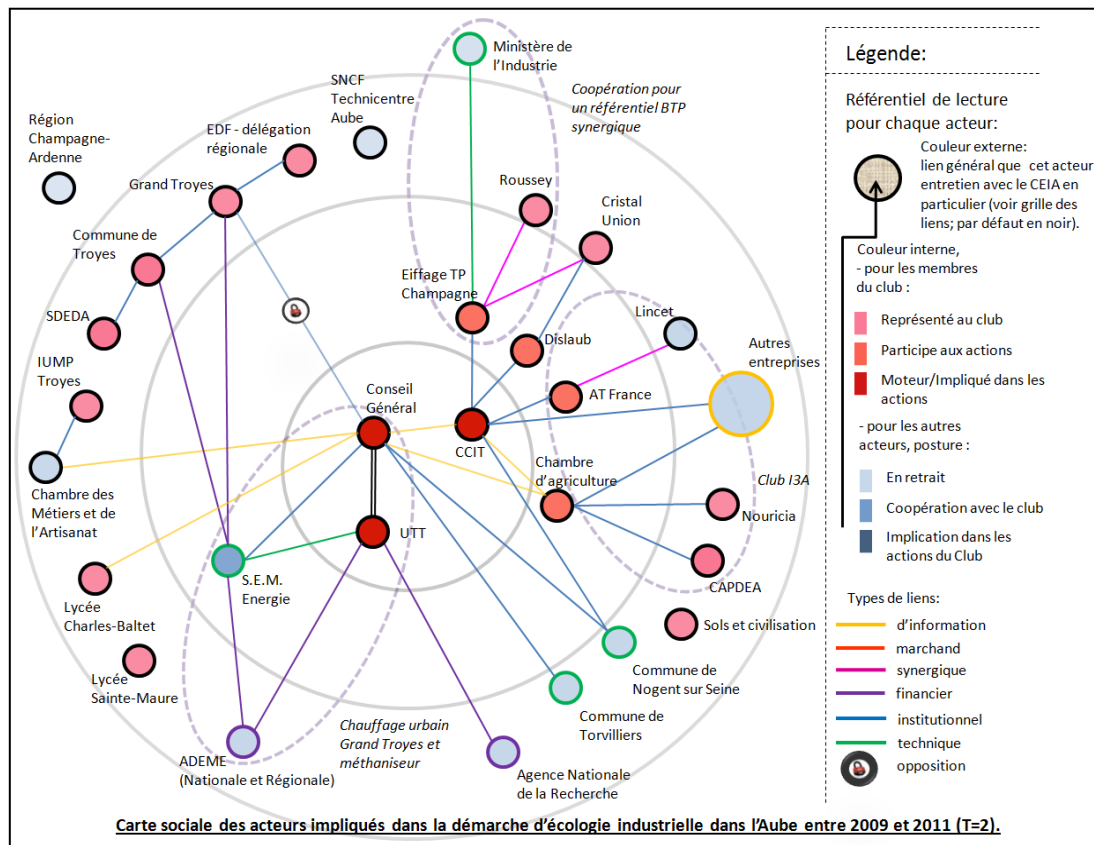 Ministère de
l'Industrie
SNCF
Technicentre
Aube
Coopération pour
un référentiel BTP
synergique
Région
Champagne-
Ardenne
EDF - délégation
régionale
Grand Troyes
Roussey
Cristal
Union
Commune de
Troyes
Eiffage TP
Champagne
SDEDA
Lincet
Dislaub
Autres
entreprises
IUMP
Troyes
Conseil
Général
AT France
CCIT
Chambre
d'agriculture
Club I3A
Chambre des
Métiers et de
l'Artisanat
Nouricia
UTT
S.E.M.
Energie
CAPDEA
Lycée
Charles-Baltet
Sols et civilisation
Lycée
Sainte-Maure
Commune de
Nogent sur Seine
Commune de
Torvilliers
Chauffage urbain
Grand Troyes et
méthaniseur
ADEME
(Nationale et Régionale)
Agence Nationale
de la Recherche
Carte sociale des acteurs impliqués dans la démarche d'écologie industrielle dans l'Aube entre 2009 et 2011 (T=2).
Légende:
Référentiel de lecture
pour chaque acteur:
Couleur externe:
lien général que cet acteur
entretien avec le CEIA en
particulier (voir grille des
liens; par défaut en noir).
Couleur interne,
- pour les membres
du club :
Représenté au club
Participe aux actions
Moteur/Impliqué dans les
actions
- pour les autres
acteurs, posture :
En retrait
Coopération avec le club
Implication dans les
actions du Club
Types de liens:
d'information
marchand
synergique
financier
institutionnel
technique
opposition